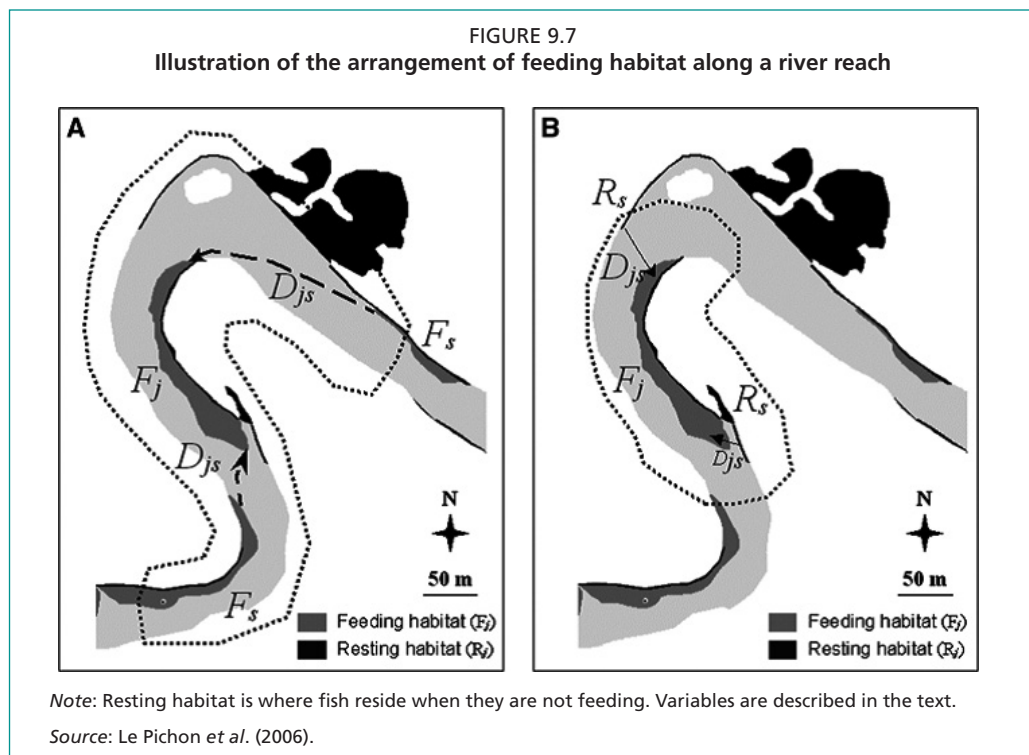 FIGURE 9.7
Illustration of the arrangement of feeding habitat along a river reach
A
Djs
Fs
Fj
Djs
Fs
N
50 m
Feeding habitat (Fj)
Resting habitat (Rj)
B
Rs
Djs
Fj
Rs
Djs
N
50 m
Feeding habitat (Fj)
Resting habitat (Rj)
Note: Resting habitat is where fish reside when they are not feeding. Variables are described in the text.
Source: Le Pichon et al. (2006).